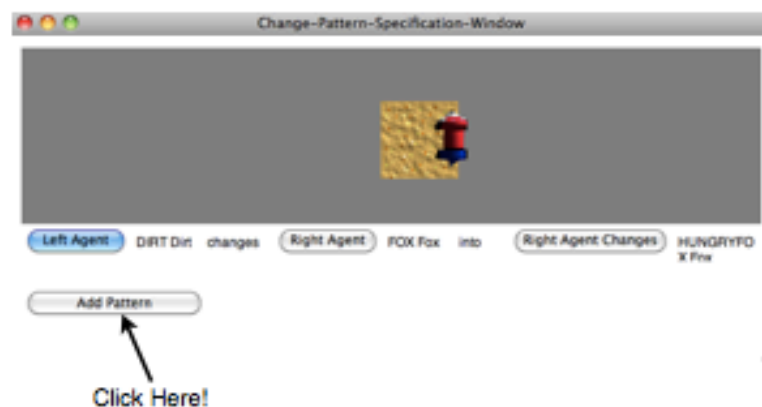 Change-Pattern-Specification-Window
Left Agent DIRT Dirt changes Right Agent FOX Fox into Right Agent Changes HUNGRYFO
X Fox
Add Pattern
Click Here!